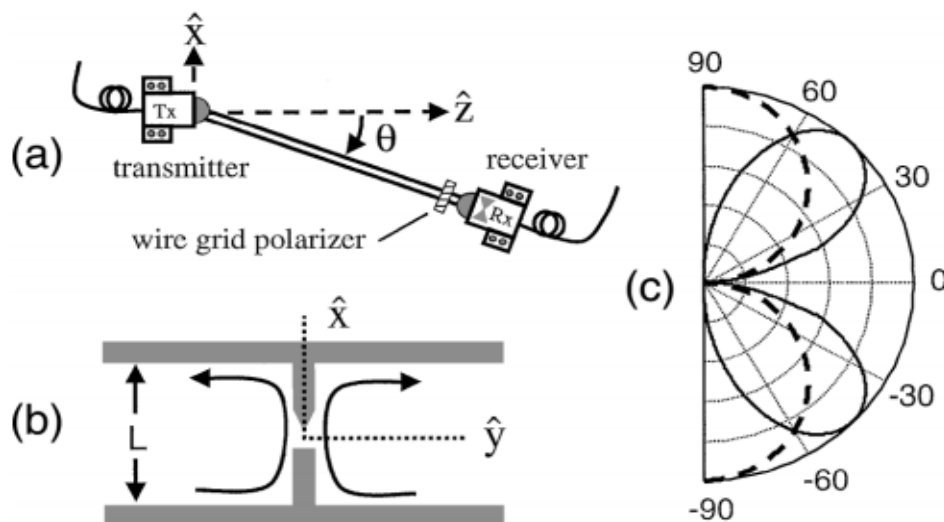 x̂
Tx
ẑ
(a)
θ
transmitter
receiver
Rx
wire grid polarizer
x̂
(b)
L
ŷ
90
60
30
(c)
0
-30
-60
-90